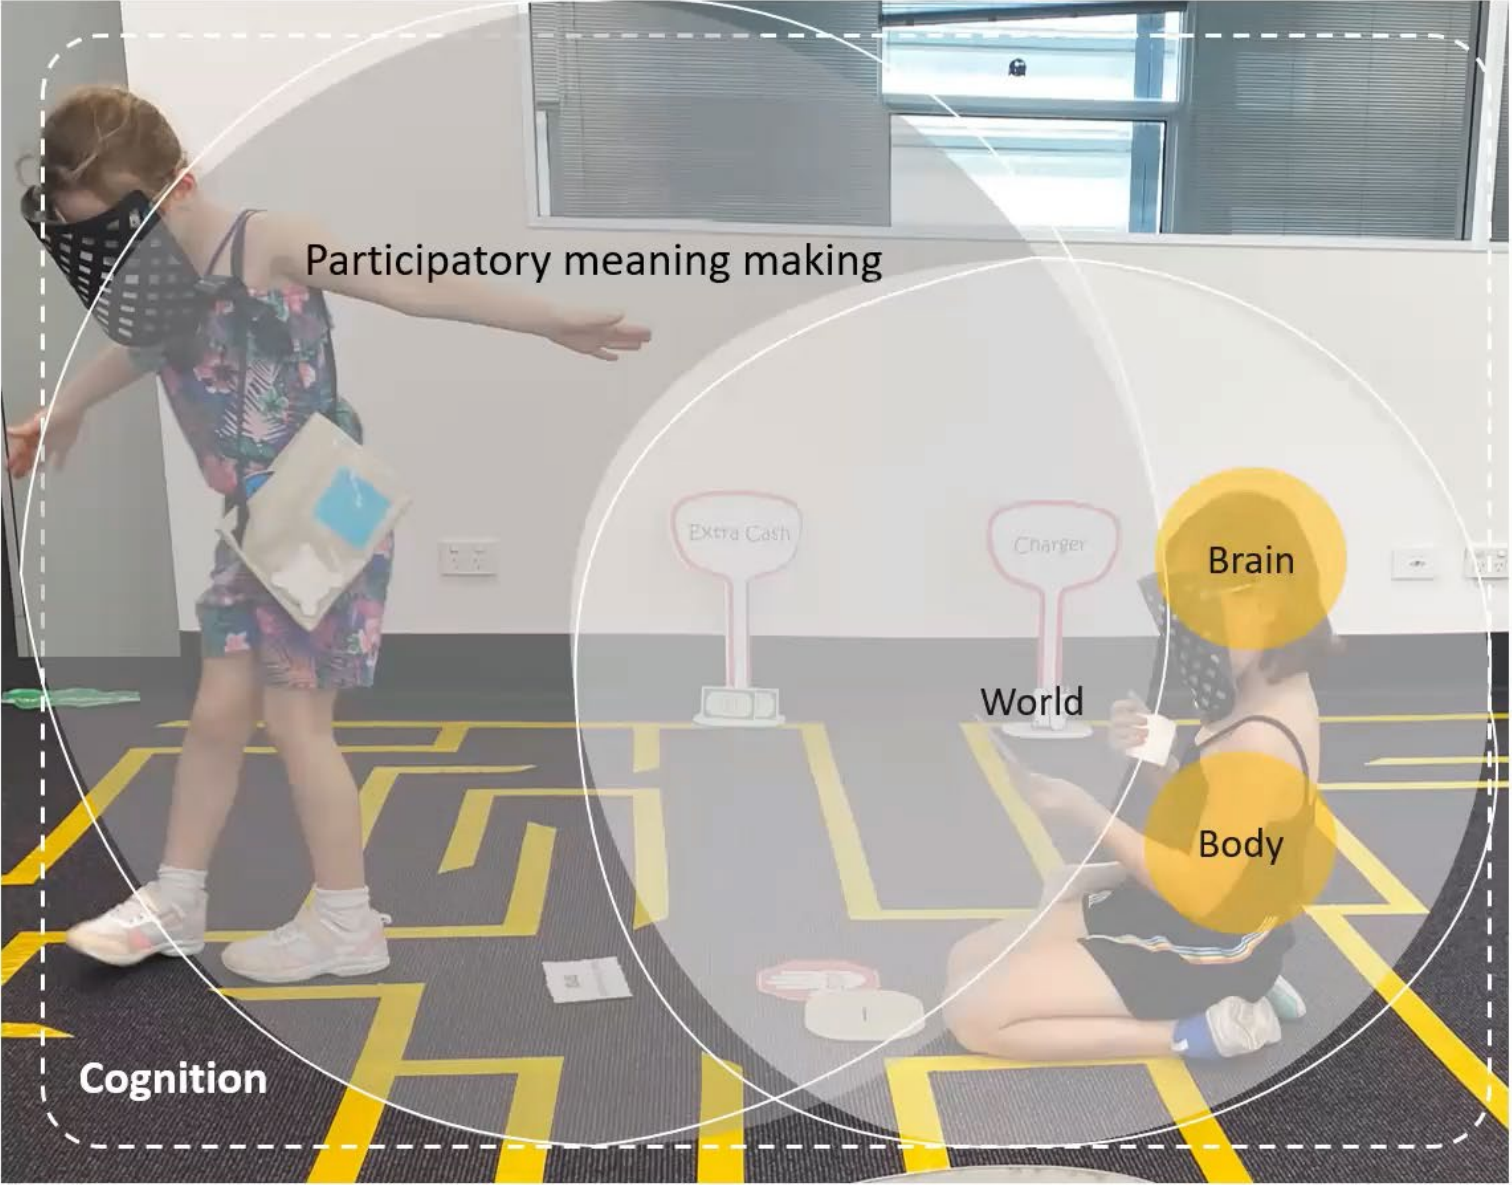 Participatory meaning making
Extra Cash
Charger
Brain
World
Body
Cognition